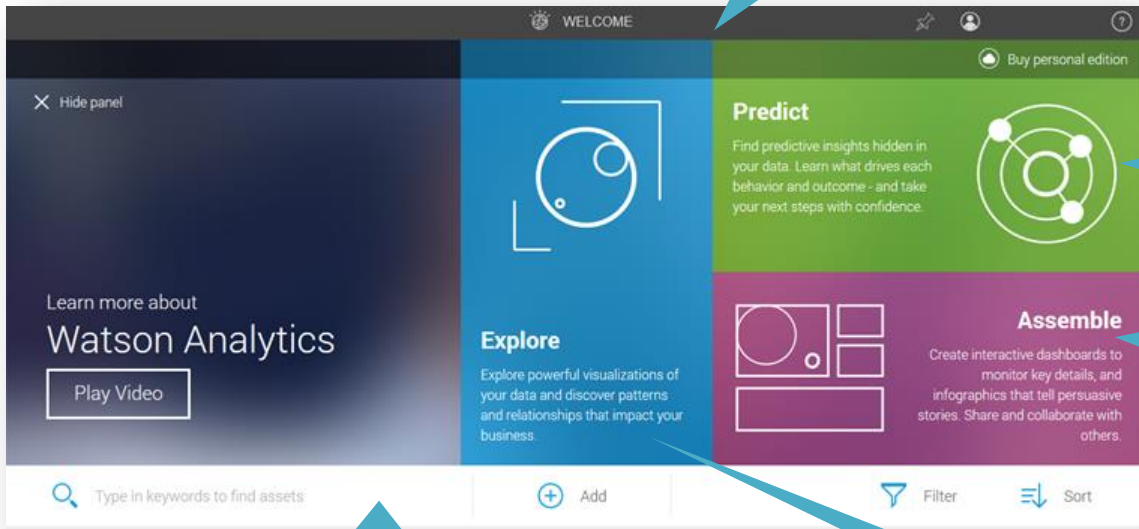 WELCOME
?
Buy personal edition
Hide panel
Learn more about
Watson Analytics
Play Video
Explore
Explore powerful visualizations of
your data and discover patterns
and relationships that impact your
business.
Predict
Find predictive insights hidden in
your data. Learn what drives each
behavior and outcome - and take
your next steps with confidence.
Assemble
Create interactive dashboards to
monitor key details, and
infographics that tell persuasive
stories. Share and collaborate with
others.
Type in keywords to find assets
Add
Filter
Sort